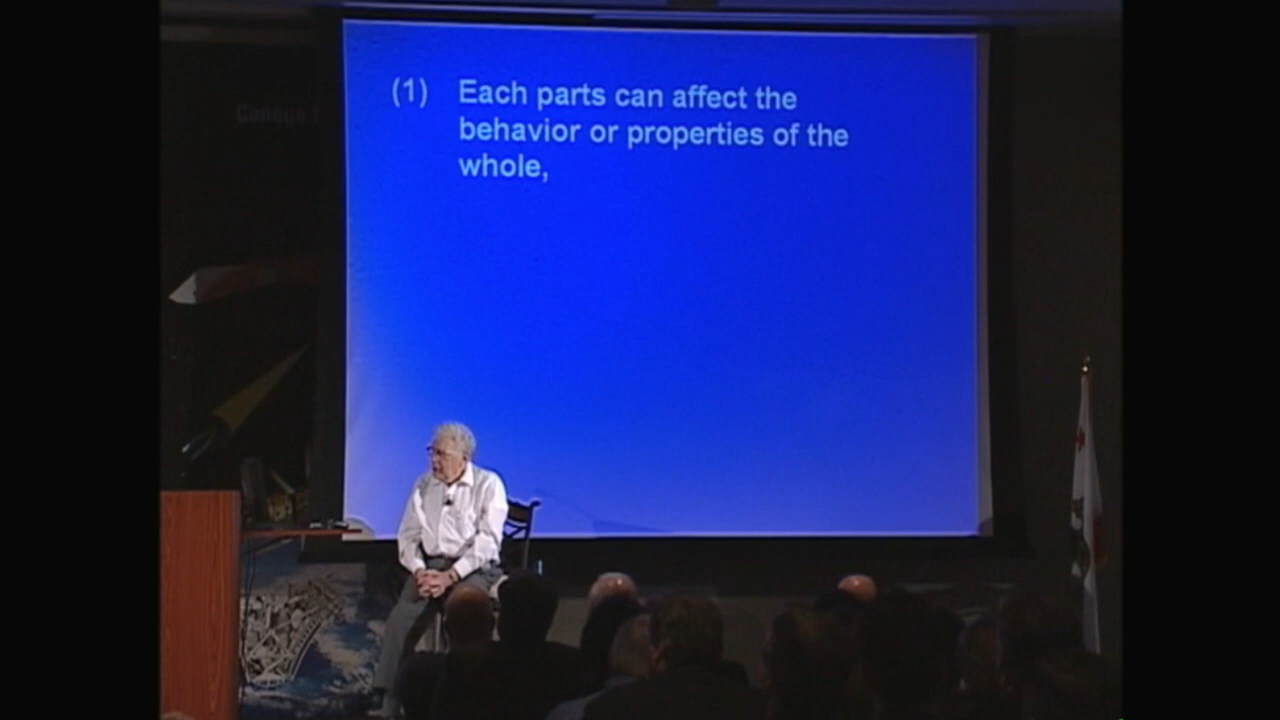 (1) Each parts can affect the
behavior or properties of the
whole,